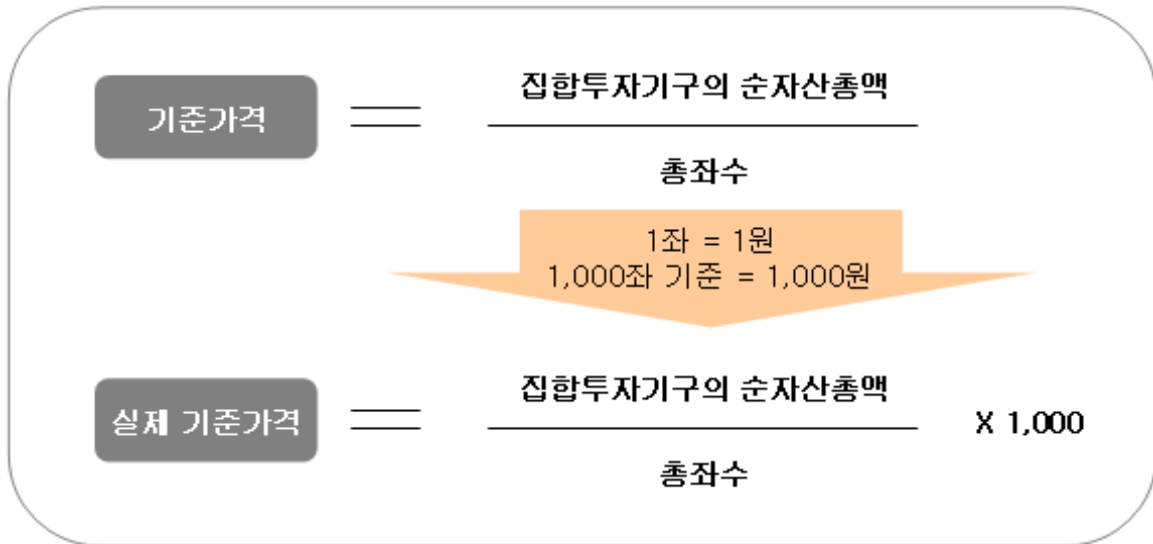 집합투자기구의 순자산총액
기준가격
총좌수
1좌 = 1원
1,000좌 기준 = 1,000원
집합투자기구의 순자산총액
실제 기준가격
X 1,000
총좌수